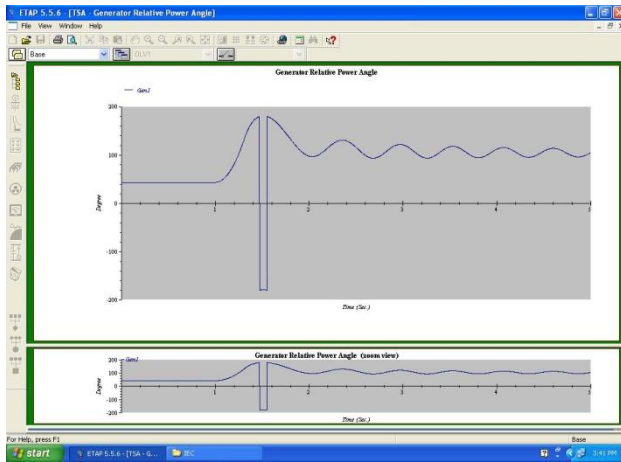 ETAP 5.5.6 - [TSA - Generator Relative Power Angle]
File View Window Help
Base
OLV1
Generator Relative Power Angle
Gen1
200
100
0
-100
-200
Degree
1 2 3 4 5
Time (Sec.)
Generator Relative Power Angle (zoom view)
Gen1
200
100
0
-100
-200
Degree
1 2 3 4 5
Time (Sec.)
For Help, press F1
Base
start
ETAP 5.5.6 - [TSA - G...
IEC
3:41 PM